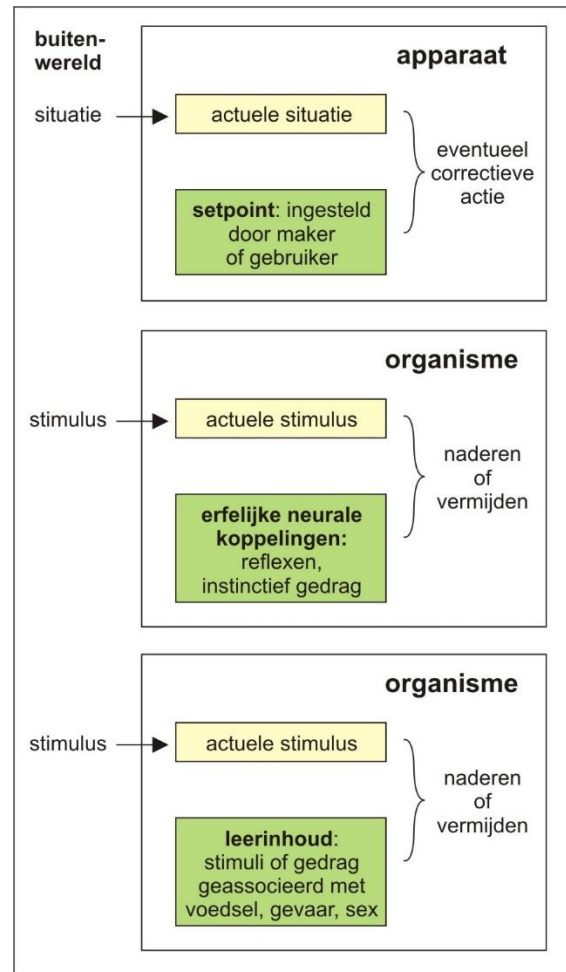 buiten-
wereld
apparaat
situatie
actuele situatie
eventueel
correctieve
actie
setpoint: ingesteld
door maker
of gebruiker
organisme
stimulus
actuele stimulus
naderen
of
vermijden
erfelijke neurale
koppelingen:
reflexen,
instinctief gedrag
organisme
stimulus
actuele stimulus
naderen
of
vermijden
leerinhoud:
stimuli of gedrag
geassocieerd met
voedsel, gevaar, sex